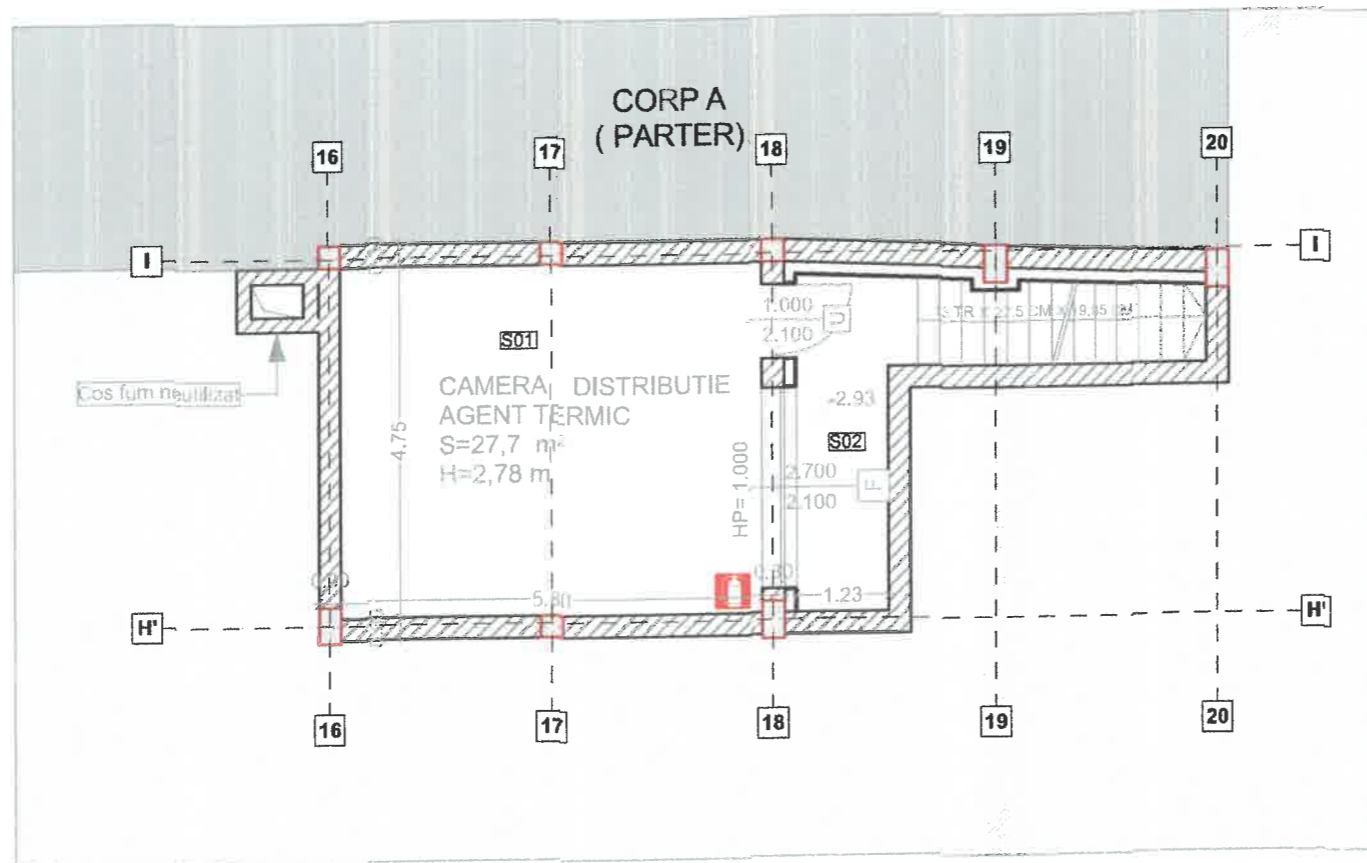 CORP A
( PARTER)
16
17
18
19
20
I
I
1.000
2.100
U
S01
Cos fum neutilizat
CAMERA DISTRIBUTIE
AGENT TERMIC
S=27,7 m²
H=2,78 m
4.75
-2.93
S02
HP= 1.000
2.700
2.100
F
5.80
1.23
H'
H'
16
17
18
19
20